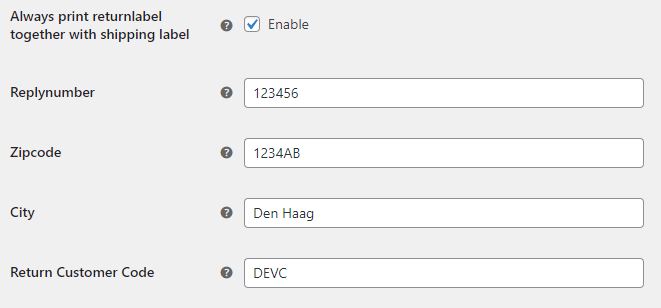 Always print returnlabel
together with shipping label
Enable
Replynumber
123456
Zipcode
1234AB
City
Den Haag
Return Customer Code
DEVC